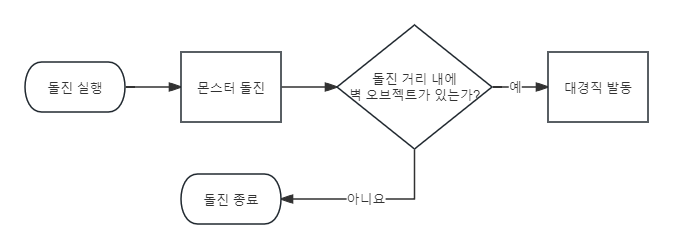 돌진 실행
몬스터 돌진
돌진 거리 내에
벽 오브젝트가 있는가?
예
대경직 발동
아니요
돌진 종료